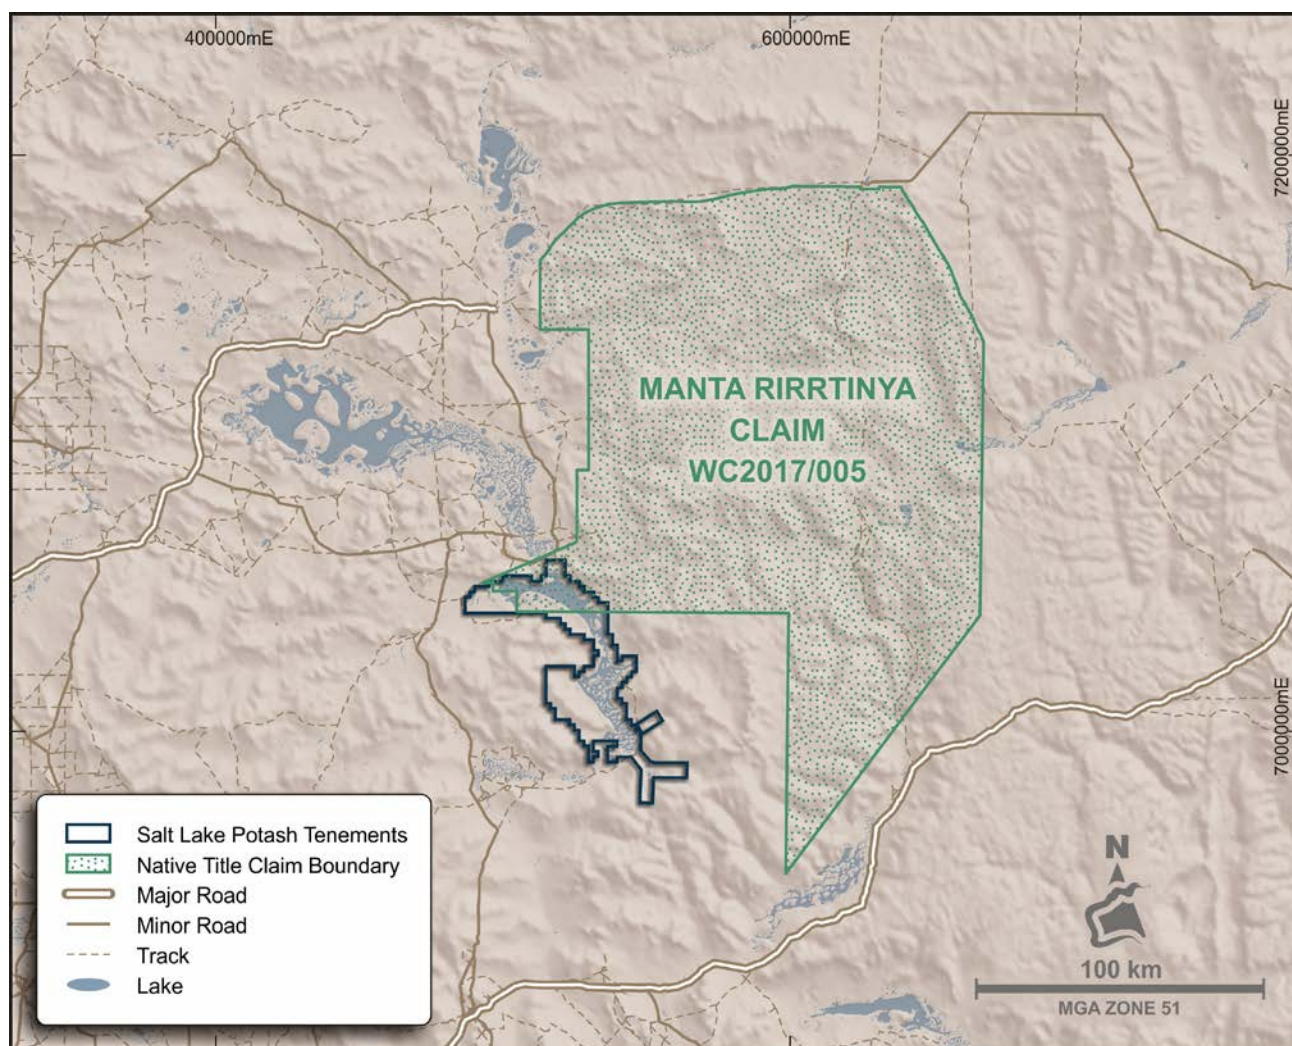 400000mE
600000mE
7200000mE
MANTA RIRRTINYA
CLAIM
WC2017/005
7000000mE
Salt Lake Potash Tenements
Native Title Claim Boundary
Major Road
Minor Road
Track
Lake
N
100 km
MGA ZONE 51